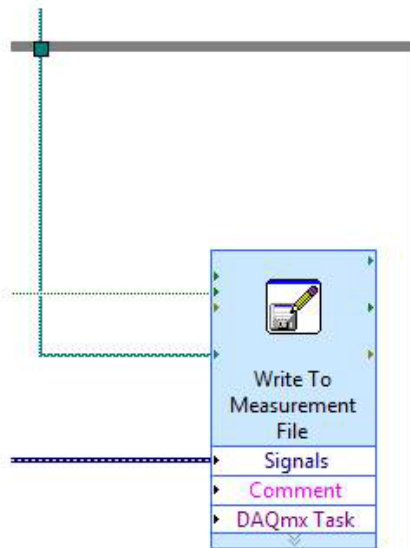 Write To
Measurement
File
Signals
Comment
DAQmx Task